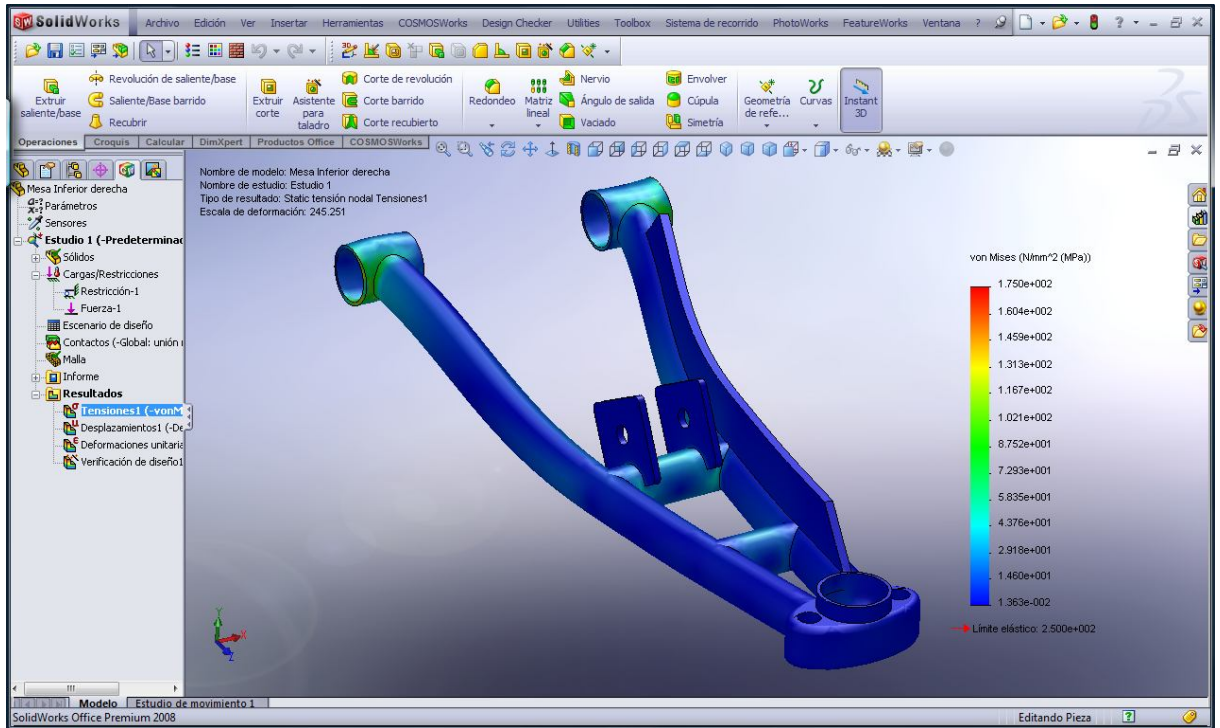 SolidWorks Archivo Edición Ver Insertar Herramientas COSMOSWorks Design Checker Utilities Toolbox Sistema de recorrido PhotoWorks FeatureWorks Ventana ?
Extruir saliente/base
Revolución de saliente/base
Saliente/Base barrido
Recubrir
Extruir corte
Asistente para taladro
Corte de revolución
Corte barrido
Corte recubierto
Redondeo
Matriz lineal
Nervio
Ángulo de salida
Vaciado
Envolver
Cúpula
Simetría
Geometría de refe...
Curvas
Instant 3D
Operaciones Croquis Calcular DimXpert Productos Office COSMOSWorks
Mesa Inferior derecha
Parámetros
Sensores
Estudio 1 (-Predeterminac
Sólidos
Cargas/Restricciones
Restricción-1
Fuerza-1
Escenario de diseño
Contactos (-Global: unión
Malla
Informe
Resultados
Tensiones1 (-vonM
Desplazamientos1 (-De
Deformaciones unitaria
Verificación de diseño1
Nombre de modelo: Mesa Inferior derecha
Nombre de estudio: Estudio 1
Tipo de resultado: Static tensión nodal Tensiones1
Escala de deformación: 245.251
von Mises (N/mm^2 (MPa))
1.750e+002
1.604e+002
1.459e+002
1.313e+002
1.167e+002
1.021e+002
8.752e+001
7.293e+001
5.835e+001
4.376e+001
2.918e+001
1.460e+001
1.363e-002
Límite elástico: 2.500e+002
Y
X
Z
Modelo Estudio de movimiento 1
SolidWorks Office Premium 2008
Editando Pieza